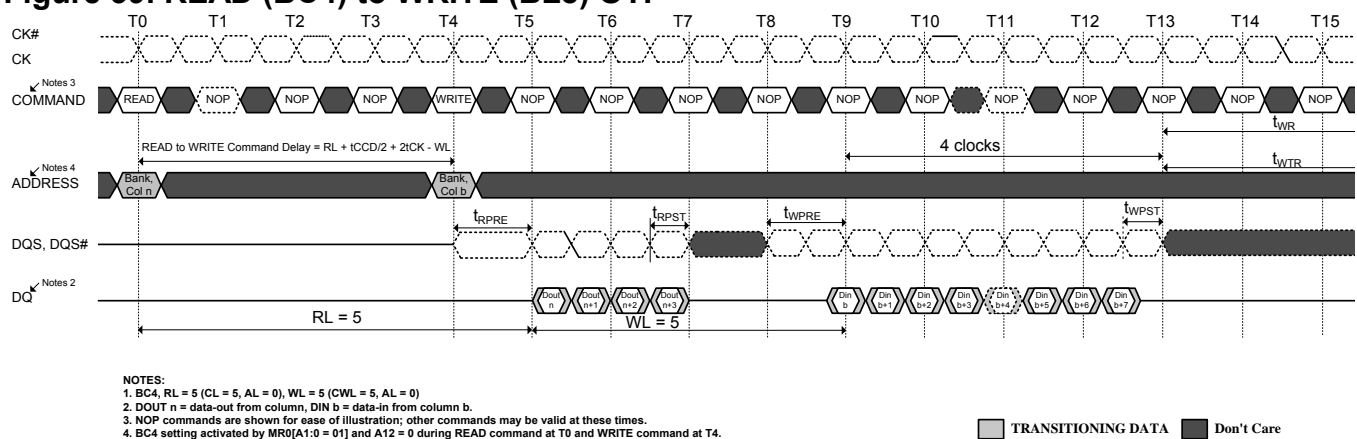 Figure 39: READ (BC4) to WRITE (BL8) OTF
T0 T1 T2 T3 T4 T5 T6 T7 T8 T9 T10 T11 T12 T13 T14 T15
CK#
CK
Notes 3
COMMAND READ NOP NOP NOP WRITE NOP NOP NOP NOP NOP NOP NOP NOP NOP NOP NOP
tWR
READ to WRITE Command Delay = RL + tCCD/2 + 2tCK - WL
4 clocks
Notes 4
tWTR
ADDRESS Bank, Col n Bank, Col b
tRPRE tRPST tWPRE tWPST
DQS, DQS#
Notes 2
DQ Dout n Dout n+1 Dout n+2 Dout n+3 Din b Din b+1 Din b+2 Din b+3 Din b+4 Din b+5 Din b+6 Din b+7
RL = 5 WL = 5
NOTES:
1. BC4, RL = 5 (CL = 5, AL = 0), WL = 5 (CWL = 5, AL = 0)
2. DOUT n = data-out from column, DIN b = data-in from column b.
3. NOP commands are shown for ease of illustration; other commands may be valid at these times.
4. BC4 setting activated by MR0[A1:0 = 01] and A12 = 0 during READ command at T0 and WRITE command at T4.
TRANSITIONING DATA Don't Care